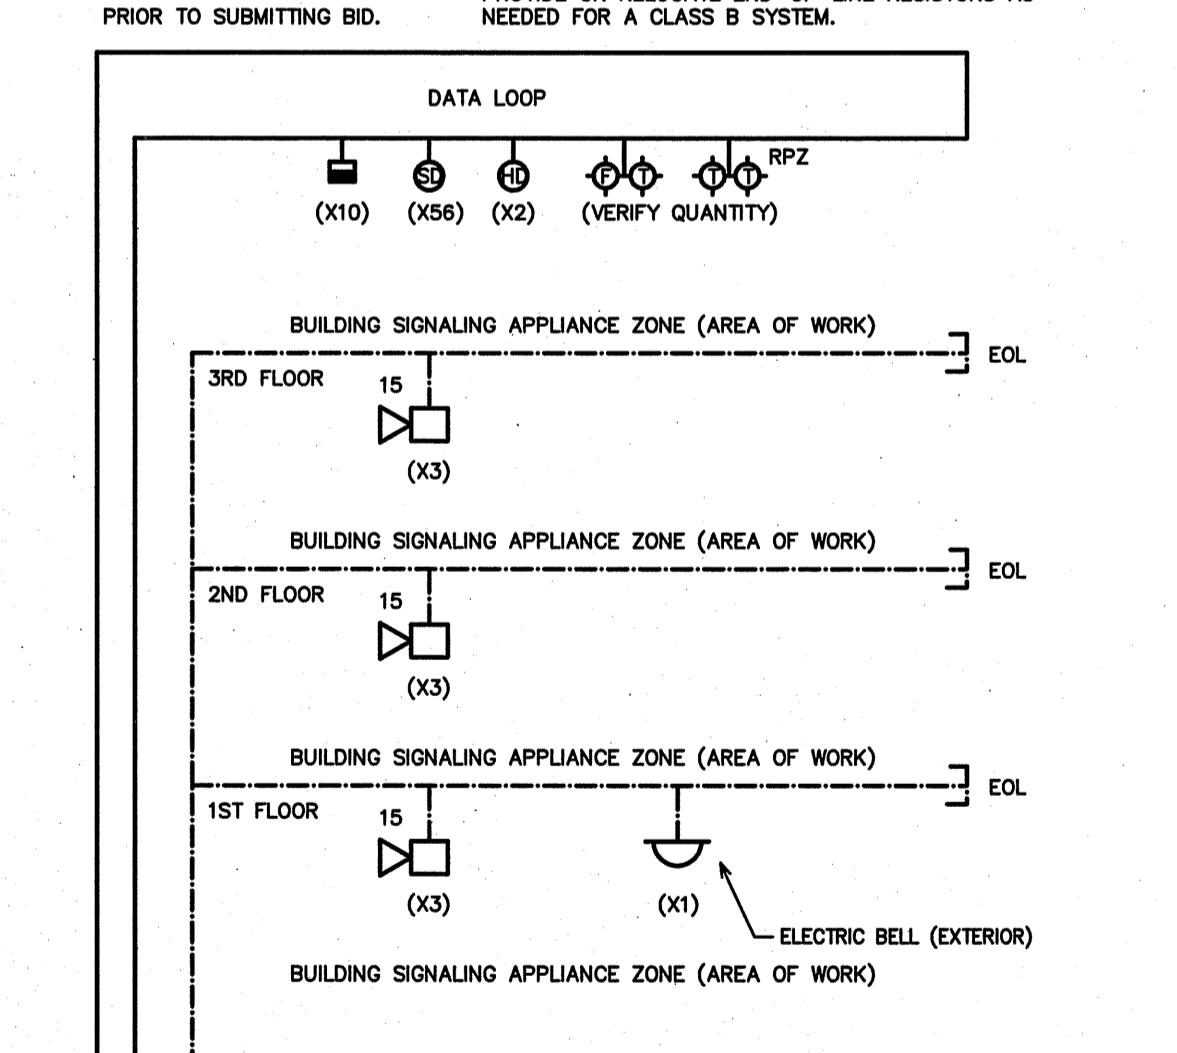 PRIOR TO SUBMITTING BID.
NEEDED FOR A CLASS B SYSTEM.
DATA LOOP
RPZ
SD HD F T T T
(X10) (X56) (X2) (VERIFY QUANTITY)
BUILDING SIGNALING APPLIANCE ZONE (AREA OF WORK)
EOL
3RD FLOOR
15
(X3)
BUILDING SIGNALING APPLIANCE ZONE (AREA OF WORK)
EOL
2ND FLOOR
15
(X3)
BUILDING SIGNALING APPLIANCE ZONE (AREA OF WORK)
EOL
1ST FLOOR
15
(X3)
(X1)
ELECTRIC BELL (EXTERIOR)
BUILDING SIGNALING APPLIANCE ZONE (AREA OF WORK)